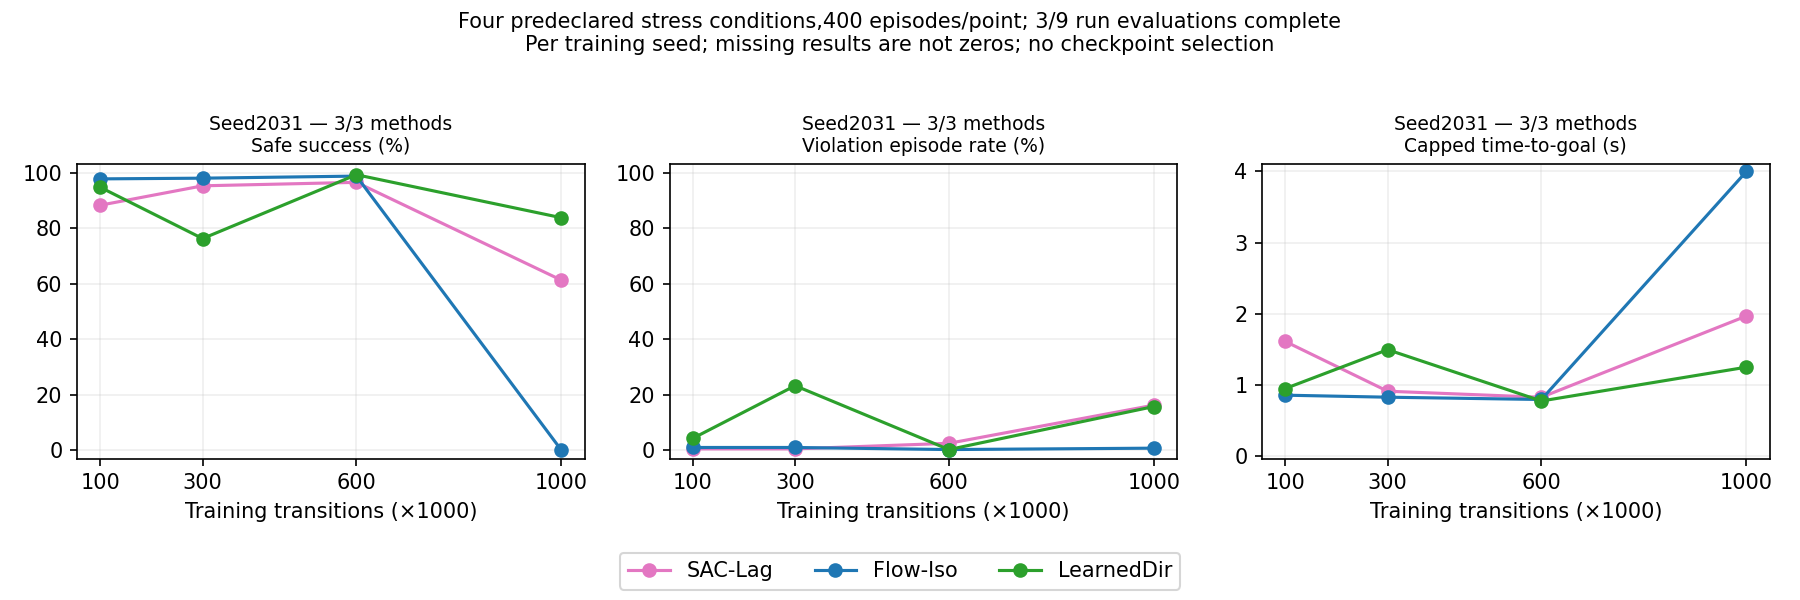 Four predeclared stress conditions,400 episodes/point; 3/9 run evaluations complete
Per training seed; missing results are not zeros; no checkpoint selection
Seed2031 — 3/3 methods
Safe success (%)
100
80
60
40
20
0
100 300 600 1000
Training transitions (×1000)
Seed2031 — 3/3 methods
Violation episode rate (%)
100
80
60
40
20
0
100 300 600 1000
Training transitions (×1000)
Seed2031 — 3/3 methods
Capped time-to-goal (s)
4
3
2
1
0
100 300 600 1000
Training transitions (×1000)
SAC-Lag Flow-Iso LearnedDir